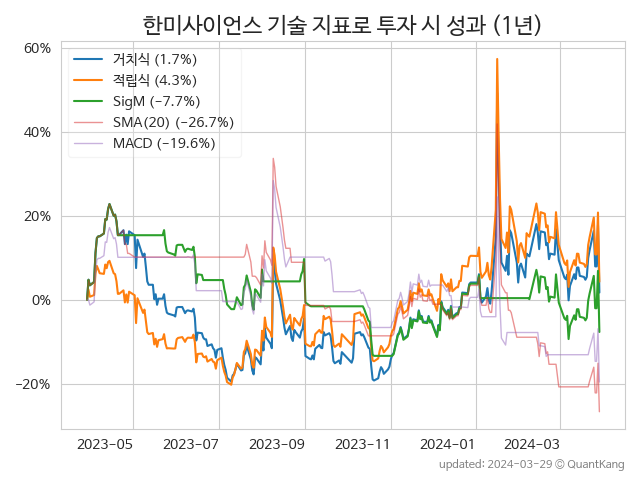 한미사이언스 기술 지표로 투자 시 성과 (1년)
60%
40%
20%
0%
−20%
거치식 (1.7%)
적립식 (4.3%)
SigM (−7.7%)
SMA(20) (−26.7%)
MACD (−19.6%)
2023−05
2023−07
2023−09
2023−11
2024−01
2024−03
updated: 2024−03−29 © QuantKang